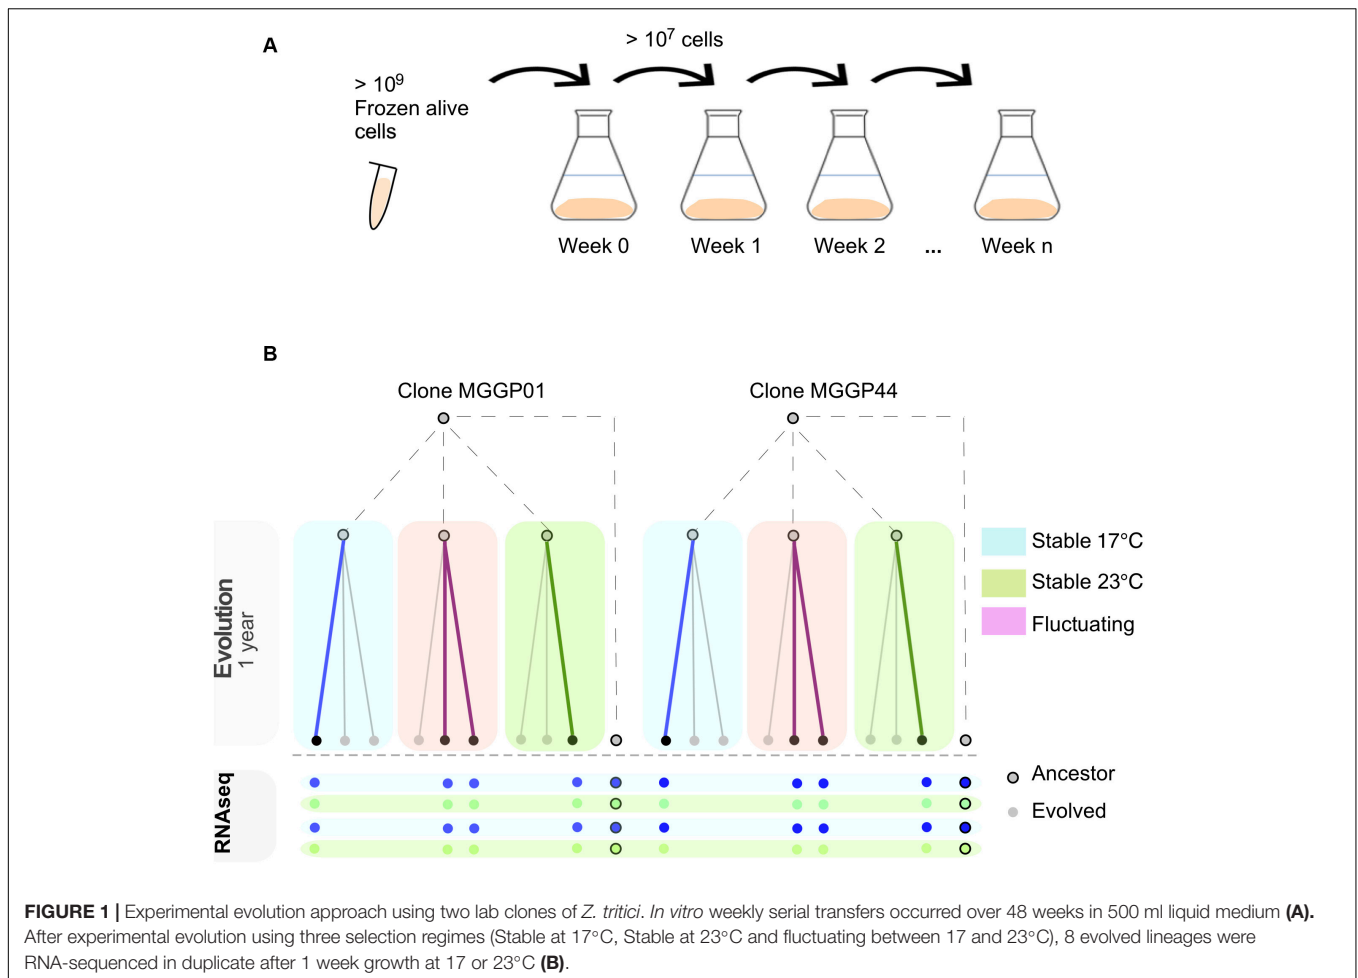 A
> 10⁷ cells
> 10⁹
Frozen alive
cells
Week 0
Week 1
Week 2
...
Week n
B
Clone MGGP01
Clone MGGP44
Evolution
1 year
Stable 17°C
Stable 23°C
Fluctuating
RNAseq
Ancestor
Evolved
FIGURE 1 | Experimental evolution approach using two lab clones of Z. tritici. In vitro weekly serial transfers occurred over 48 weeks in 500 ml liquid medium (A).
After experimental evolution using three selection regimes (Stable at 17°C, Stable at 23°C and fluctuating between 17 and 23°C), 8 evolved lineages were
RNA-sequenced in duplicate after 1 week growth at 17 or 23°C (B).